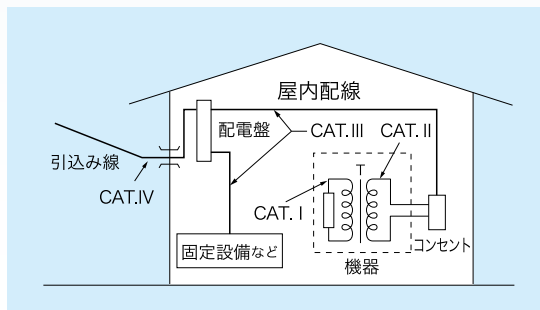 屋内配線
配電盤
CAT.III
CAT. II
引込み線
CAT.IV
T
CAT. I
固定設備など
コンセント
機器